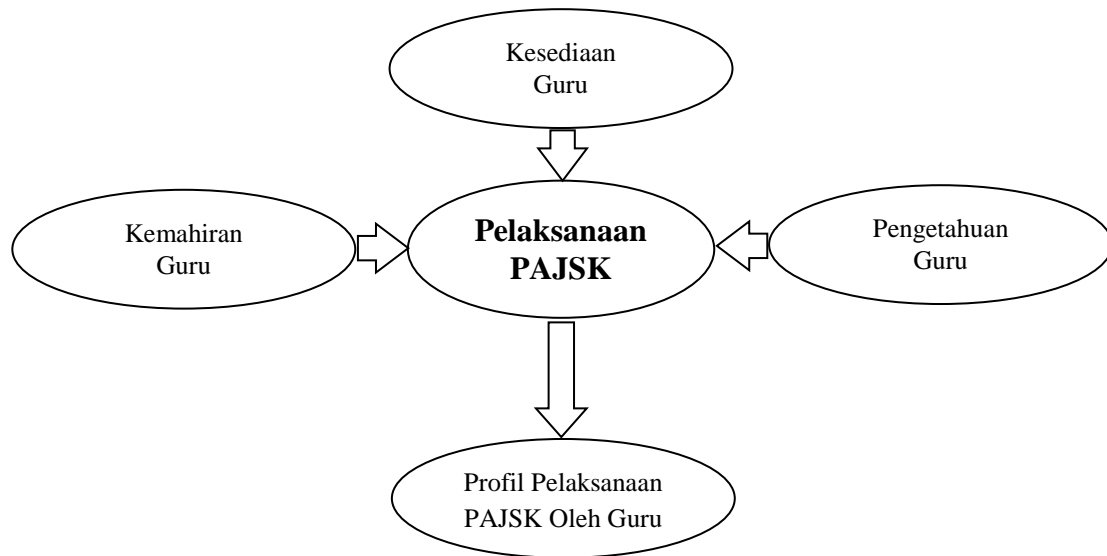 Kesediaan
Guru
Kemahiran
Guru
Pelaksanaan
PAJSK
Pengetahuan
Guru
Profil Pelaksanaan
PAJSK Oleh Guru